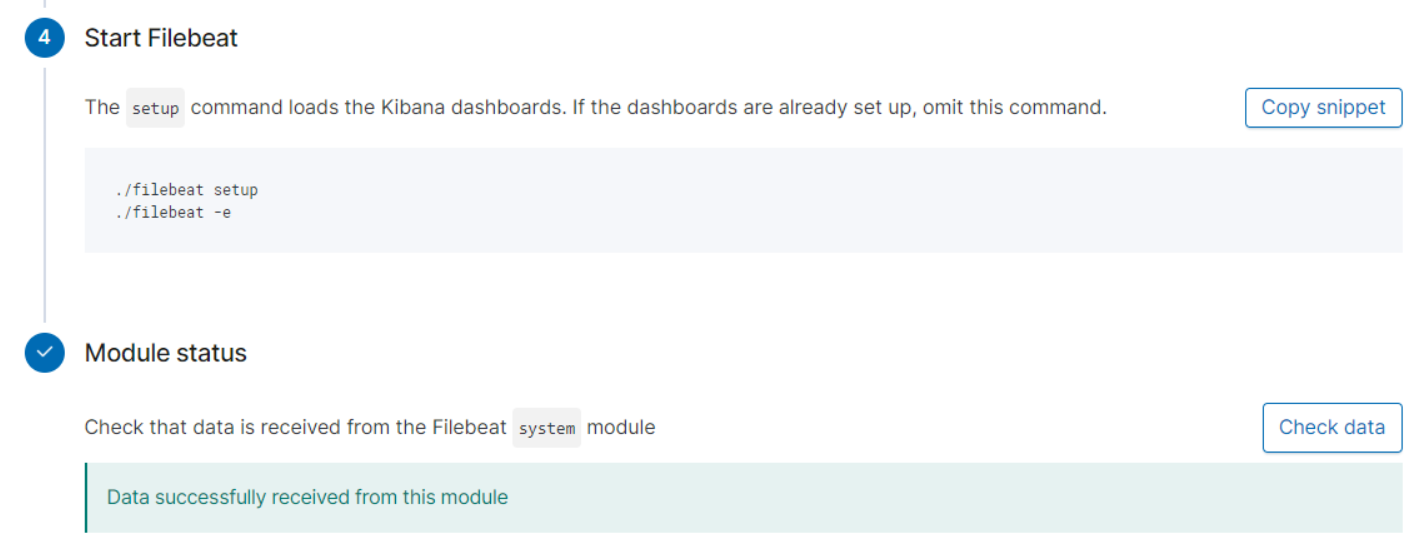 4 Start Filebeat
The setup command loads the Kibana dashboards. If the dashboards are already set up, omit this command.
Copy snippet
./filebeat setup
./filebeat -e
Module status
Check that data is received from the Filebeat system module
Check data
Data successfully received from this module